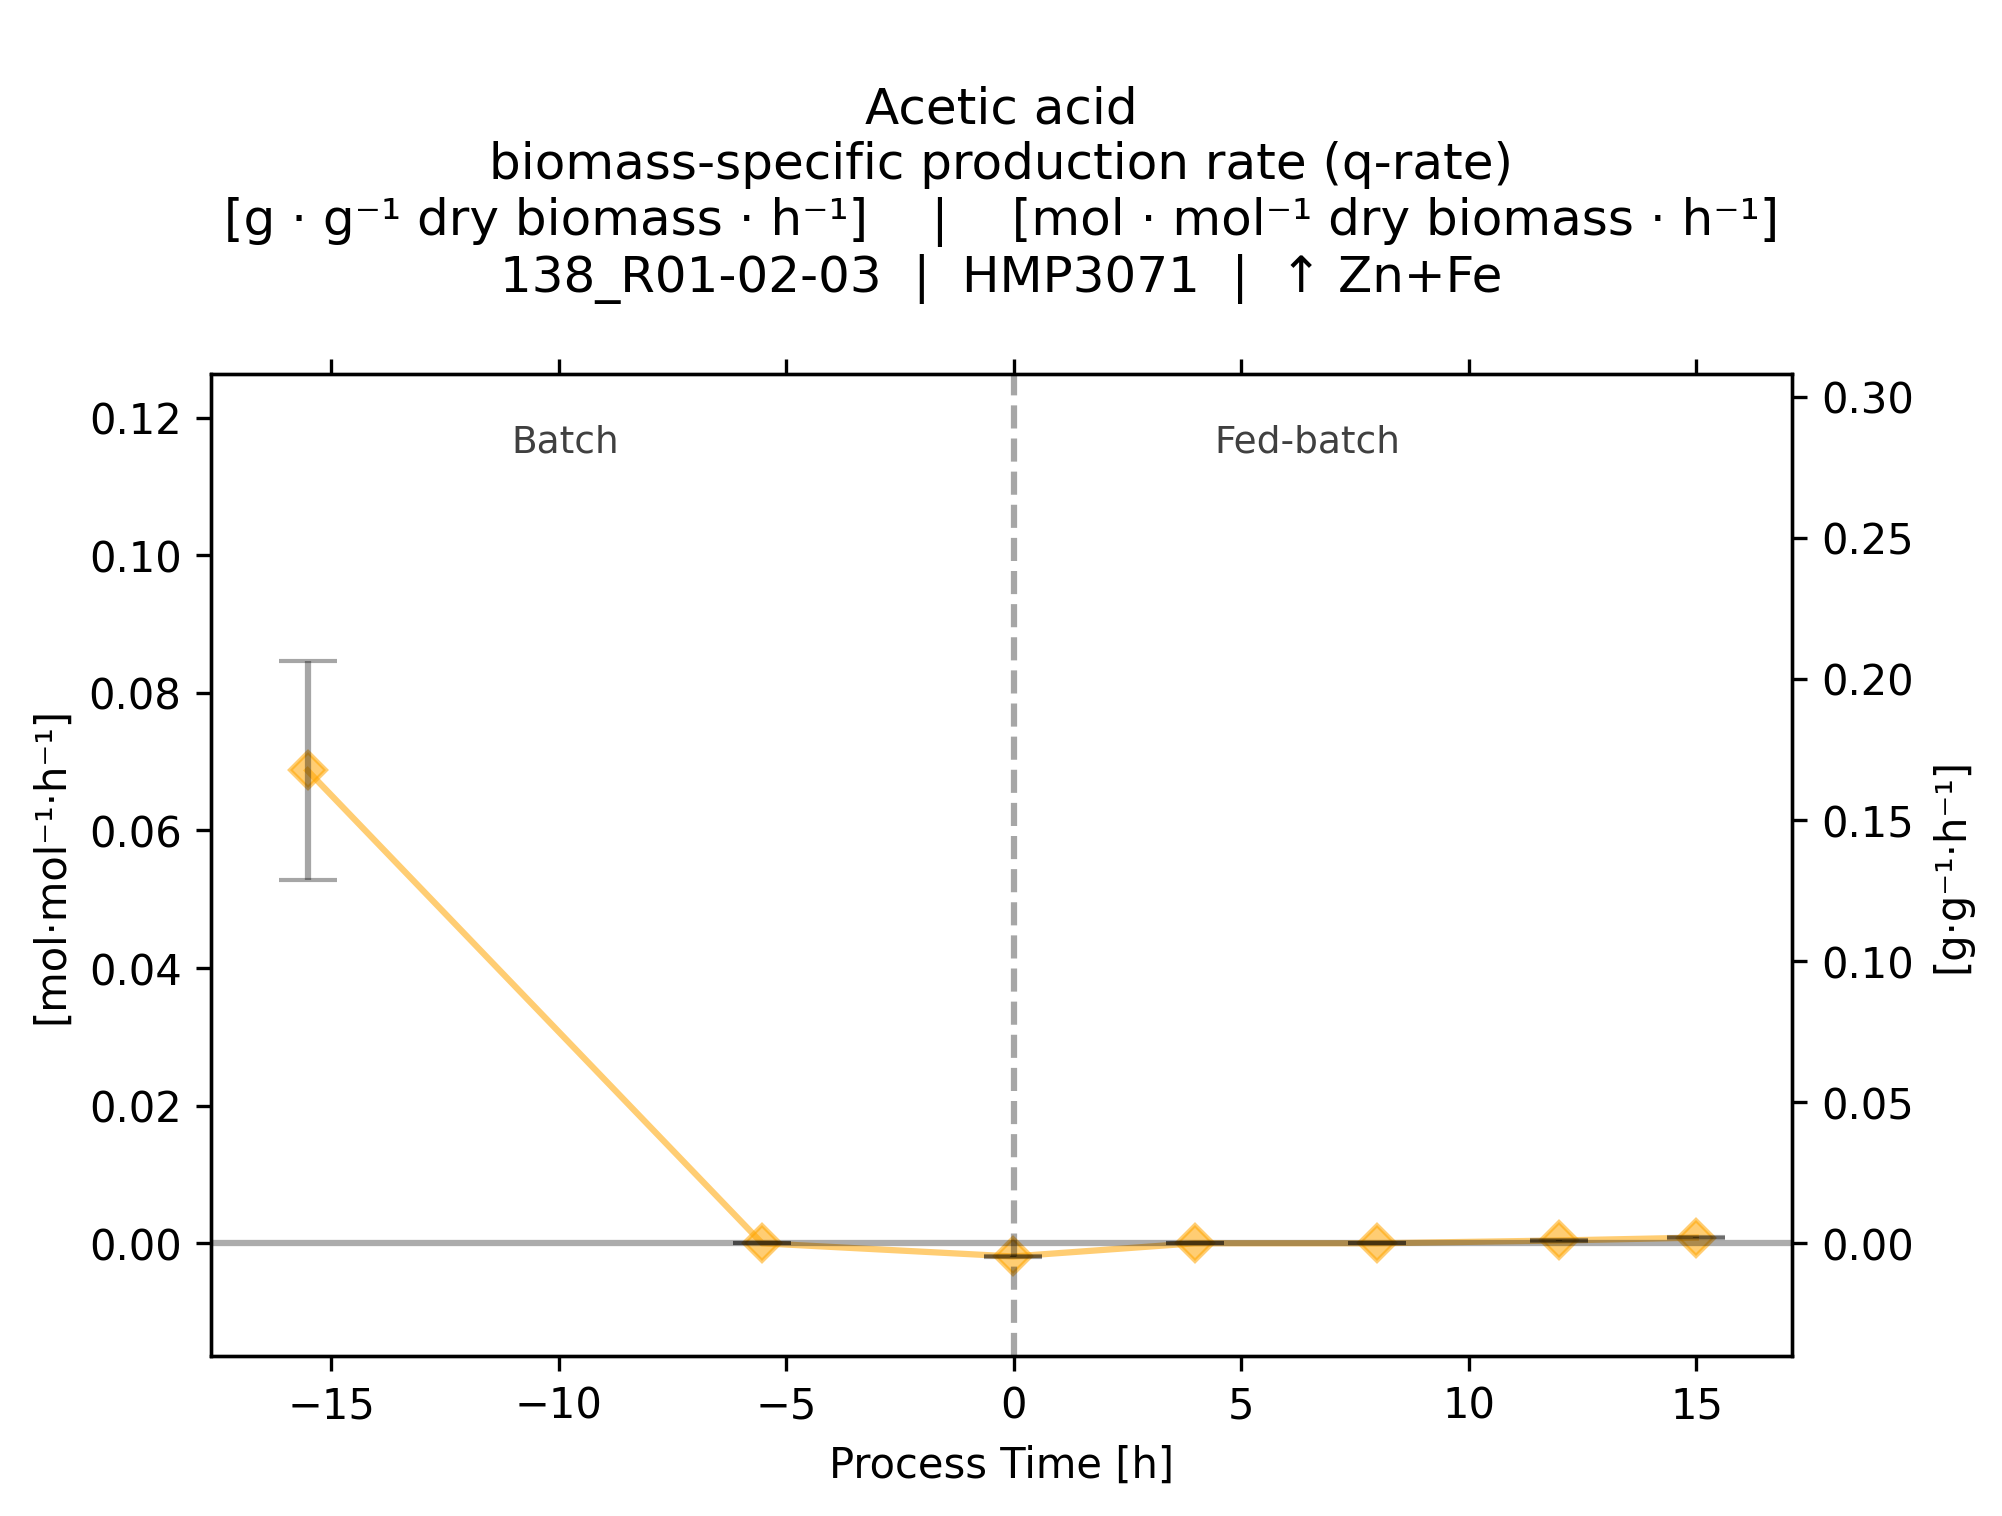 Acetic acid
biomass-specific production rate (q-rate)
[g · g⁻¹ dry biomass · h⁻¹]    |    [mol · mol⁻¹ dry biomass · h⁻¹]
138_R01-02-03  |  HMP3071  |  ↑ Zn+Fe
Batch
Fed-batch
[mol·mol⁻¹·h⁻¹]
0.12
0.10
0.08
0.06
0.04
0.02
0.00
0.30
0.25
0.20
0.15
0.10
0.05
0.00
[g·g⁻¹·h⁻¹]
−15
−10
−5
0
5
10
15
Process Time [h]